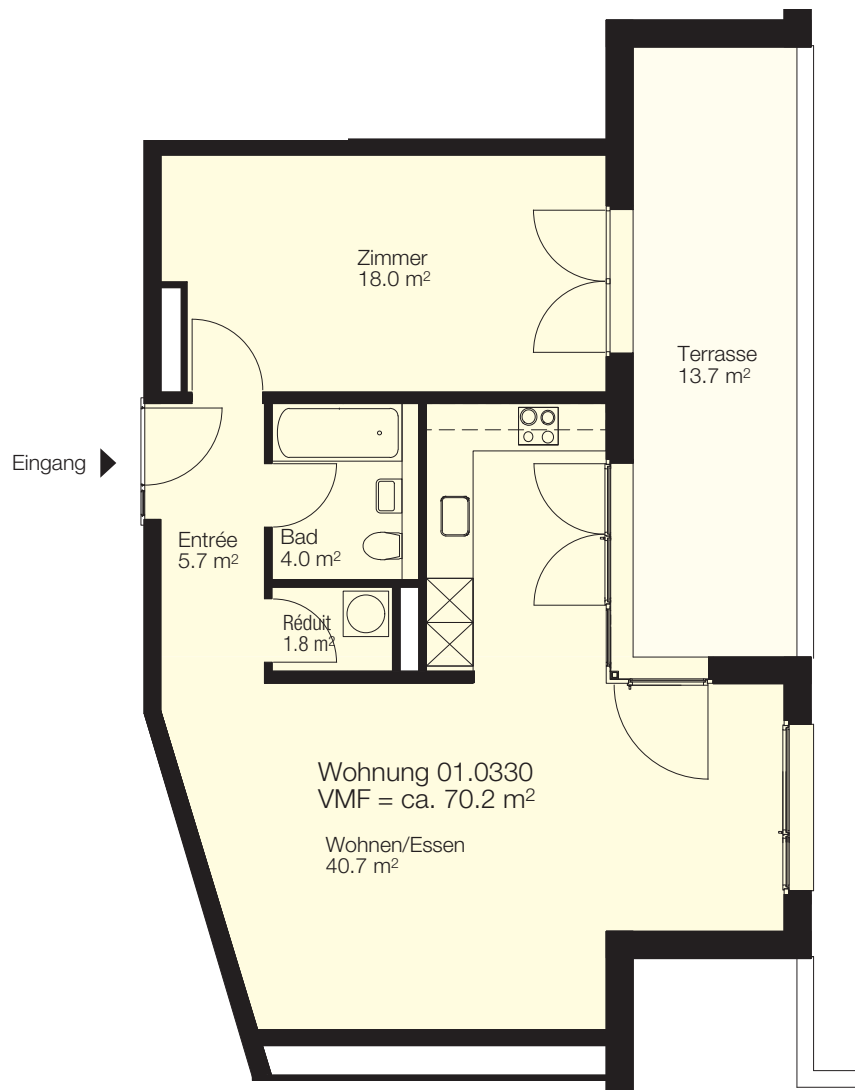 Zimmer
18.0 m²
Terrasse
13.7 m²
Eingang
Entrée
5.7 m²
Bad
4.0 m²
Réduit
1.8 m²
Wohnung 01.0330
VMF = ca. 70.2 m²
Wohnen/Essen
40.7 m²